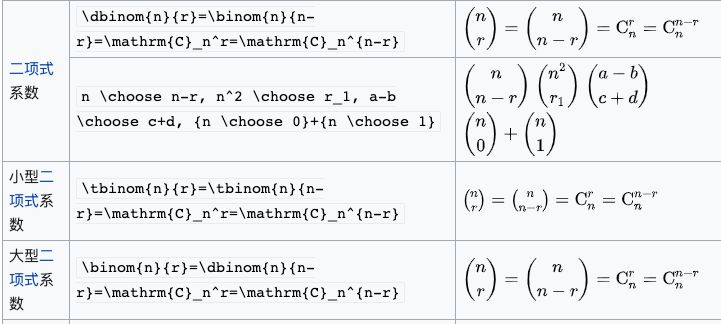 二项式
系数
\dbinom{n}{r}=\binom{n}{n-
r}=\mathrm{C}_n^r=\mathrm{C}_n^{n-r}
(n r) = (n n − r) = C_n^r = C_n^{n−r}
n \choose n-r, n^2 \choose r_1, a-b
\choose c+d, {n \choose 0}+{n \choose 1}
(n n − r) (n^2 r_1) (a − b c + d)
(n 0) + (n 1)
小型二
项式系
数
\tbinom{n}{r}=\tbinom{n}{n-
r}=\mathrm{C}_n^r=\mathrm{C}_n^{n-r}
(n r) = (n n−r) = C_n^r = C_n^{n−r}
大型二
项式系
数
\binom{n}{r}=\dbinom{n}{n-
r}=\mathrm{C}_n^r=\mathrm{C}_n^{n-r}
(n r) = (n n − r) = C_n^r = C_n^{n−r}